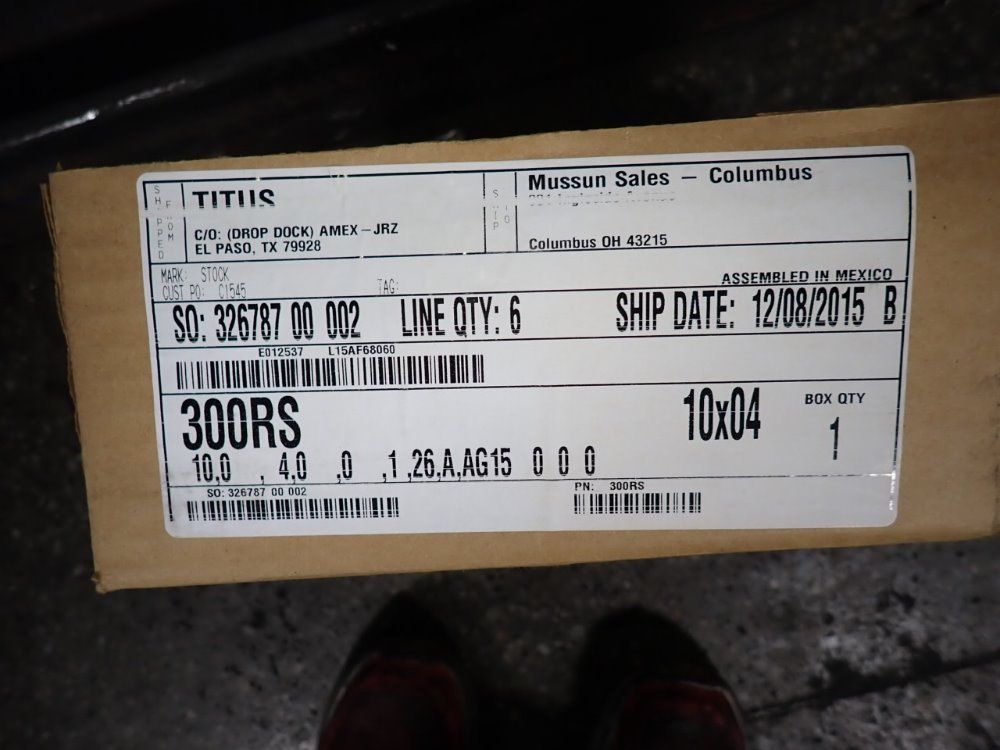 SHIPPED FROM
TITUS
C/O: (DROP DOCK) AMEX-JRZ
EL PASO, TX 79928
SHIP TO
Mussun Sales - Columbus
Columbus OH 43215
MARK: STOCK
CUST PO: C1545
TAG:
ASSEMBLED IN MEXICO
SO: 326787 00 002 LINE QTY: 6 SHIP DATE: 12/08/2015 B
E012537 L15AF68060
300RS 10x04
BOX QTY
1
10,0 , 4,0 ,0 ,1,26,A,AG15 0 0 0
SO: 326787 00 002
PN: 300RS